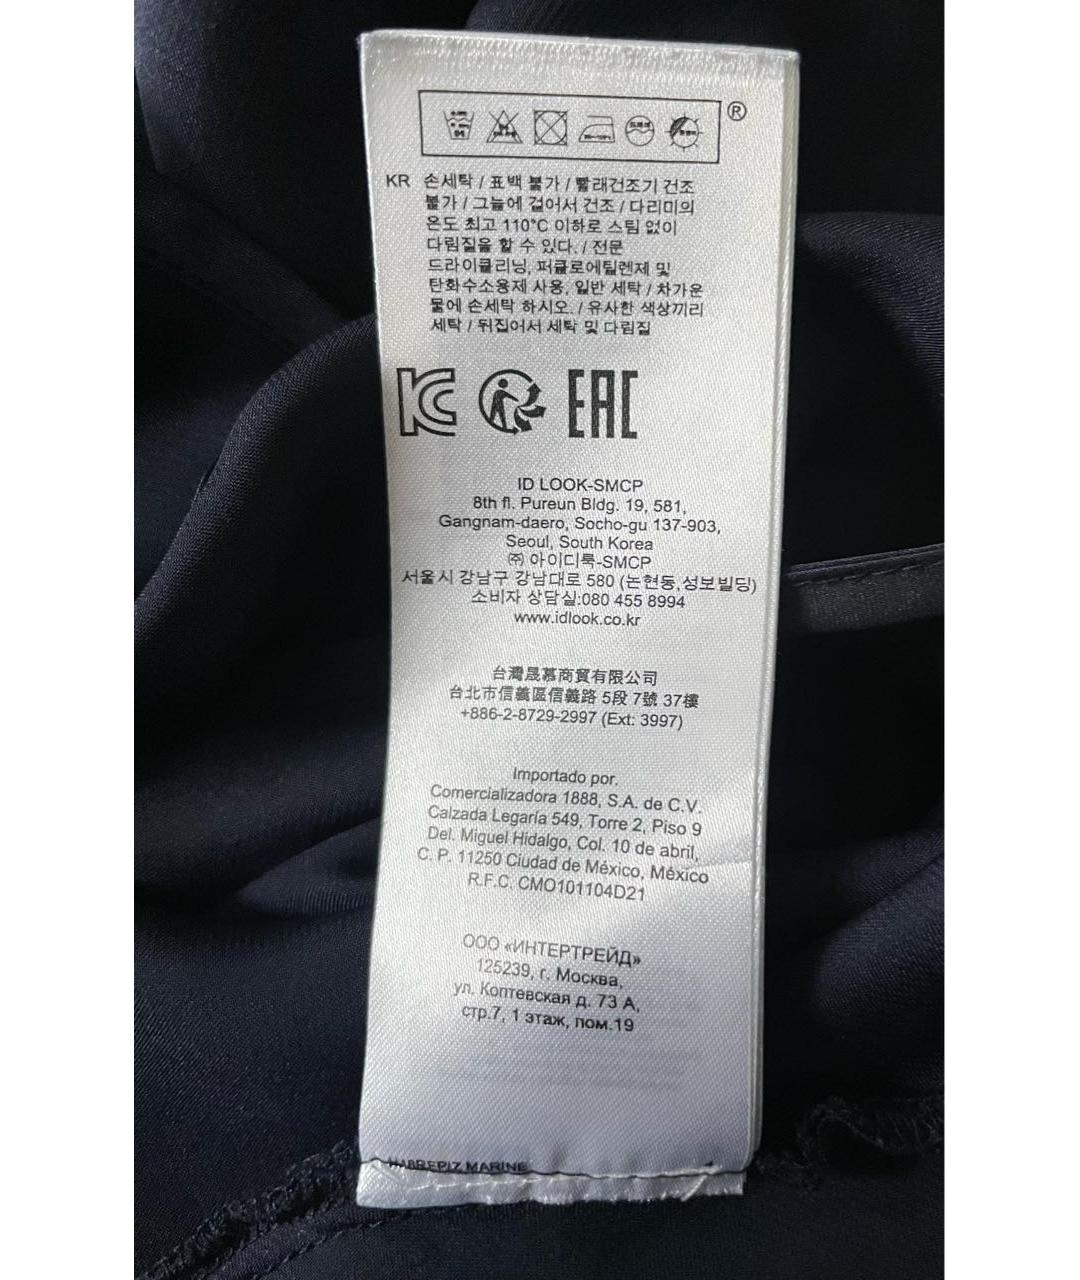 ®
KR 손세탁 / 표백 불가 / 빨래건조기 건조
불가 / 그늘에 걸어서 건조 / 다리미의
온도 최고 110°C 이하로 스팀 없이
다림질을 할 수 있다. / 전문
드라이클리닝, 퍼클로에틸렌제 및
탄화수소용제 사용, 일반 세탁 / 차가운
물에 손세탁 하시오. / 유사한 색상끼리
세탁 / 뒤집어서 세탁 및 다림질
KC EAC
ID LOOK-SMCP
8th fl. Pureun Bldg. 19, 581,
Gangnam-daero, Socho-gu 137-903,
Seoul, South Korea
㈜ 아이디룩-SMCP
서울시 강남구 강남대로 580 (논현동,성보빌딩)
소비자 상담실:080 455 8994
www.idlook.co.kr
台灣晟慕商貿有限公司
台北市信義區信義路 5段 7號 37樓
+886-2-8729-2997 (Ext: 3997)
Importado por.
Comercializadora 1888, S.A. de C.V.
Calzada Legaría 549, Torre 2, Piso 9
Del. Miguel Hidalgo, Col. 10 de abril,
C. P. 11250 Ciudad de México, México
R.F.C. CMO101104D21
ООО «ИНТЕРТРЕЙД»
125239, г. Москва,
ул. Коптевская д. 73 А,
стр.7, 1 этаж, пом.19
MARINE